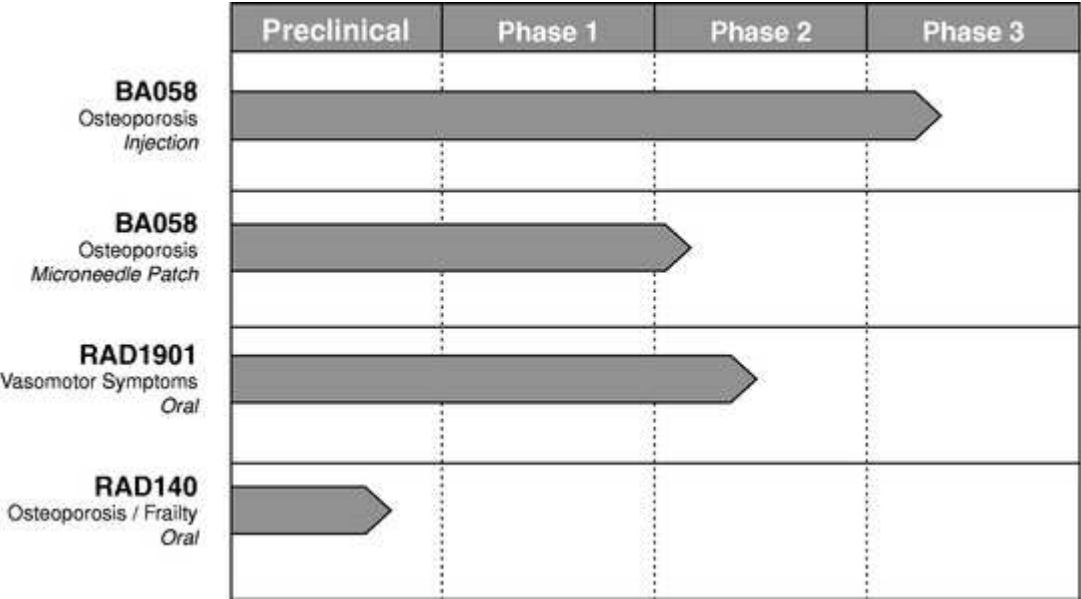 Preclinical Phase 1 Phase 2 Phase 3
BA058
Osteoporosis
Injection
BA058
Osteoporosis
Microneedle Patch
RAD1901
Vasomotor Symptoms
Oral
RAD140
Osteoporosis / Frailty
Oral